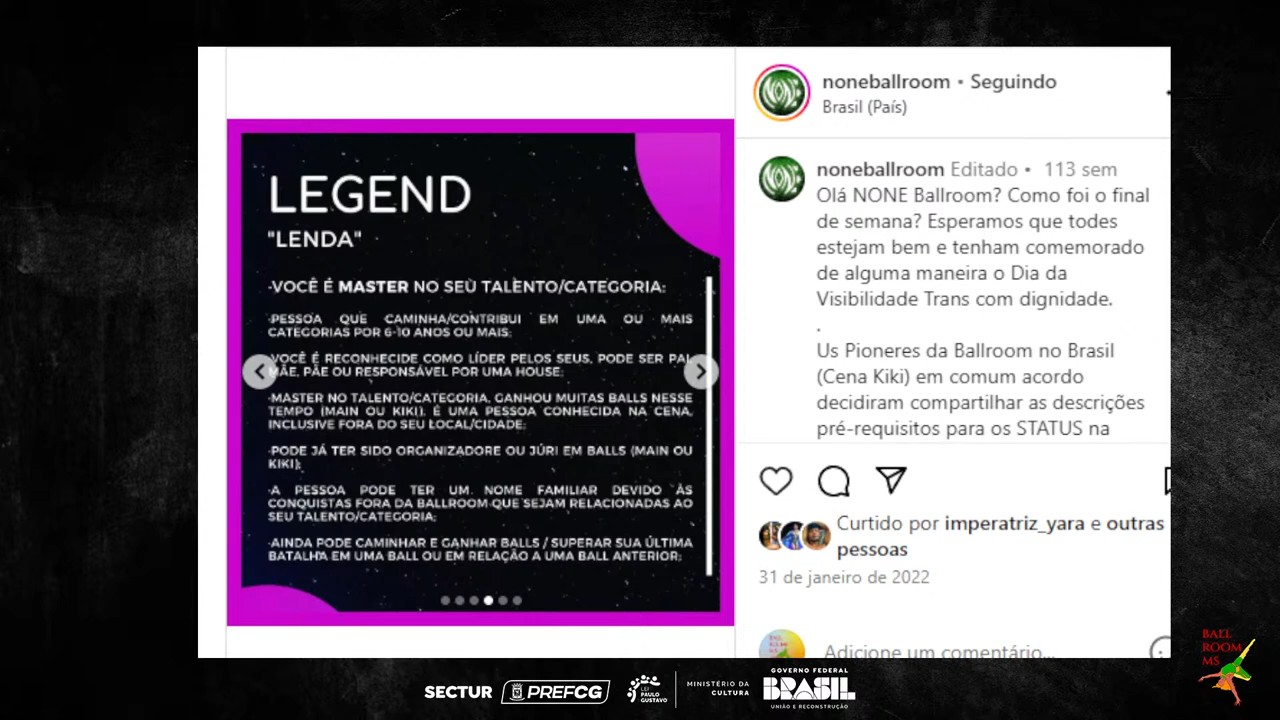 LEGEND
"LENDA"
·VOCÊ É MASTER NO SEU TALENTO/CATEGORIA;
·PESSOA QUE CAMINHA/CONTRIBUI EM UMA OU MAIS
CATEGORIAS POR 6-10 ANOS OU MAIS;
·VOCÊ É RECONHECIDE COMO LÍDER PELOS SEUS, PODE SER PAI,
MÃE, PÃE OU RESPONSÁVEL POR UMA HOUSE;
·MASTER NO TALENTO/CATEGORIA, GANHOU MUITAS BALLS NESSE
TEMPO (MAIN OU KIKI). É UMA PESSOA CONHECIDA NA CENA,
INCLUSIVE FORA DO SEU LOCAL/CIDADE;
·PODE JÁ TER SIDO ORGANIZADORE OU JÚRI EM BALLS (MAIN OU
KIKI);
·A PESSOA PODE TER UM NOME FAMILIAR DEVIDO ÀS
CONQUISTAS FORA DA BALLROOM QUE SEJAM RELACIONADAS AO
SEU TALENTO/CATEGORIA;
·AINDA PODE CAMINHAR E GANHAR BALLS / SUPERAR SUA ÚLTIMA
BATALHA EM UMA BALL OU EM RELAÇÃO A UMA BALL ANTERIOR;
NONE
noneballroom • Seguindo
Brasil (País)
NONE
noneballroom Editado • 113 sem
Olá NONE Ballroom? Como foi o final
de semana? Esperamos que todes
estejam bem e tenham comemorado
de alguma maneira o Dia da
Visibilidade Trans com dignidade.
.
Us Pioneres da Ballroom no Brasil
(Cena Kiki) em comum acordo
decidiram compartilhar as descrições
pré-requisitos para os STATUS na
Curtido por imperatriz_yara e outras
pessoas
31 de janeiro de 2022
Adicione um comentário...
BALL
ROOM
MS
SECTUR
PREFCG
LEI
PAULO
GUSTAVO
MINISTÉRIO DA
CULTURA
GOVERNO FEDERAL
BRASIL
UNIÃO E RECONSTRUÇÃO